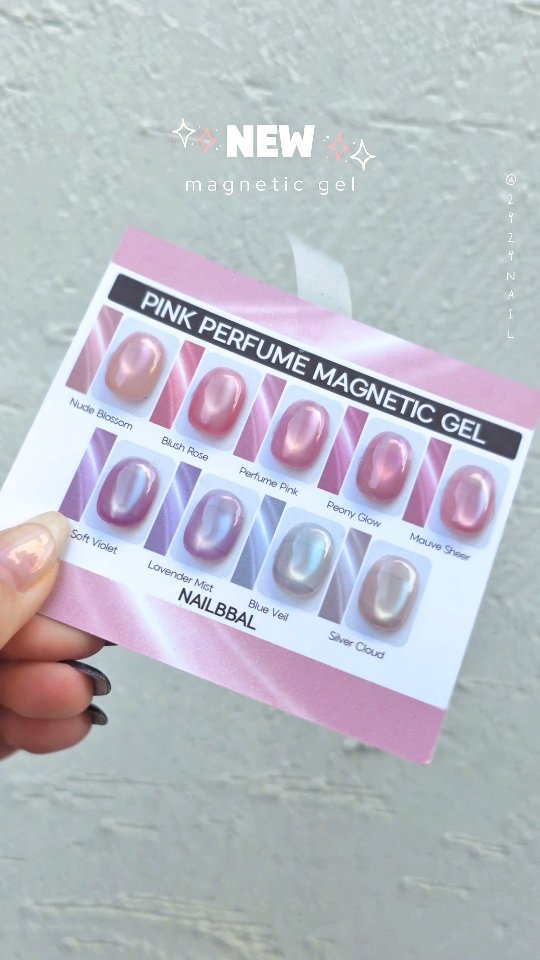 NEW
magnetic gel
@2929NAIL
PINK PERFUME MAGNETIC GEL
Nude Blossom
Blush Rose
Perfume Pink
Peony Glow
Mauve Sheer
Soft Violet
Lavender Mist
Blue Veil
Silver Cloud
NAILBBAL